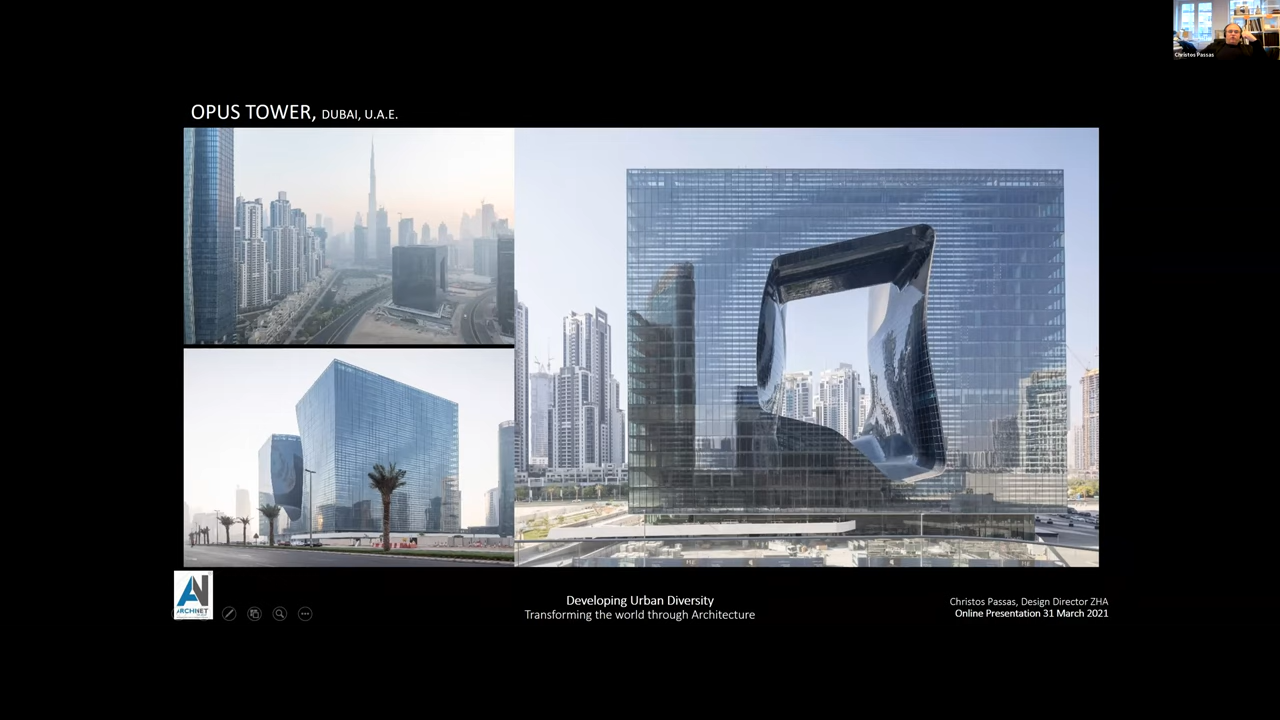 Christos Passas
OPUS TOWER, DUBAI, U.A.E.
ARCHNET
Developing Urban Diversity
Transforming the world through Architecture
Christos Passas, Design Director ZHA
Online Presentation 31 March 2021